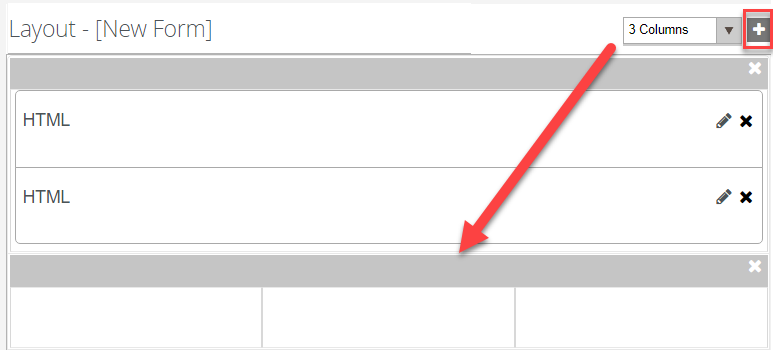 Layout - [New Form]
3 Columns
HTML
HTML